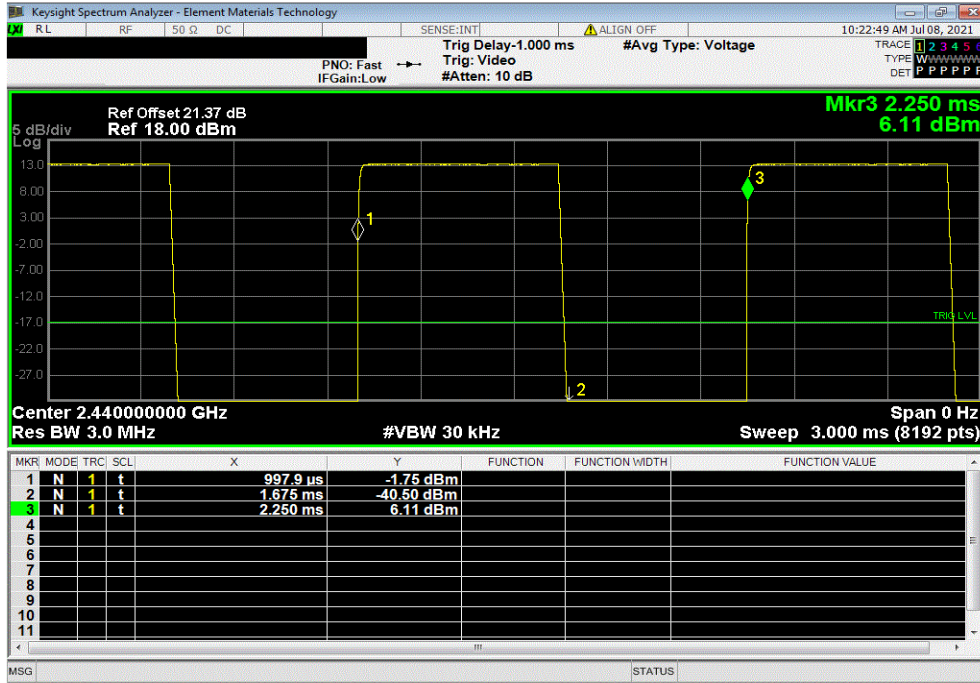 Keysight Spectrum Analyzer - Element Materials Technology
LXI RL RF 50 Ω DC SENSE:INT ALIGN OFF 10:22:49 AM Jul 08, 2021
Trig Delay-1.000 ms #Avg Type: Voltage TRACE 1 2 3 4 5 6
PNO: Fast Trig: Video TYPE WWWWWW
IFGain:Low #Atten: 10 dB DET P P P P P P
Mkr3 2.250 ms
6.11 dBm
Ref Offset 21.37 dB
5 dB/div Ref 18.00 dBm
Log
13.0
8.00
3.00
-2.00
-7.00
-12.0
-17.0
-22.0
-27.0
1
2
3
TRIG LVL
Center 2.440000000 GHz Span 0 Hz
Res BW 3.0 MHz #VBW 30 kHz Sweep 3.000 ms (8192 pts)
MKR MODE TRC SCL X Y FUNCTION FUNCTION WIDTH FUNCTION VALUE
1 N 1 t 997.9 µs -1.75 dBm
2 N 1 t 1.675 ms -40.50 dBm
3 N 1 t 2.250 ms 6.11 dBm
4
5
6
7
8
9
10
11
MSG STATUS